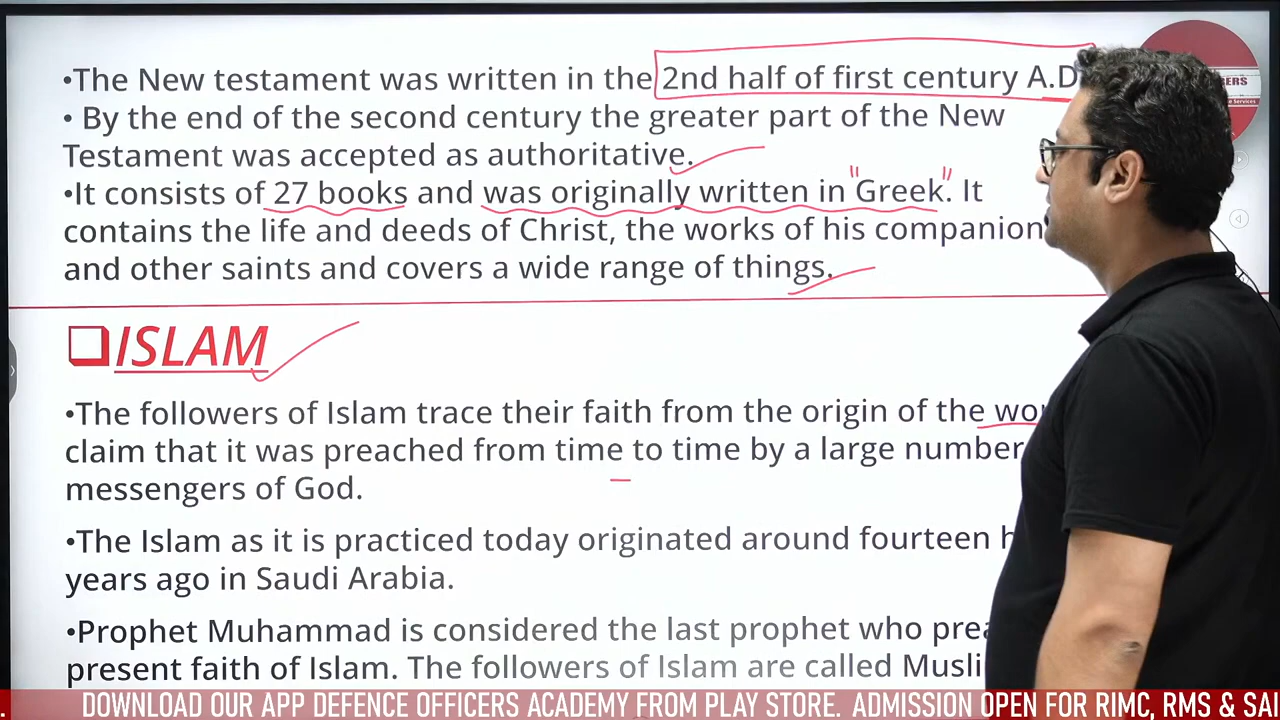 •The New testament was written in the 2nd half of first century A.D
• By the end of the second century the greater part of the New
Testament was accepted as authoritative.
•It consists of 27 books and was originally written in "Greek". It
contains the life and deeds of Christ, the works of his companion
and other saints and covers a wide range of things.
ISLAM
•The followers of Islam trace their faith from the origin of the
claim that it was preached from time to time by a large number
messengers of God.
•The Islam as it is practiced today originated around fourteen
years ago in Saudi Arabia.
•Prophet Muhammad is considered the last prophet who
present faith of Islam. The followers of Islam are called
DOWNLOAD OUR APP DEFENCE OFFICERS ACADEMY FROM PLAY STORE. ADMISSION OPEN FOR RIMC, RMS & SAI